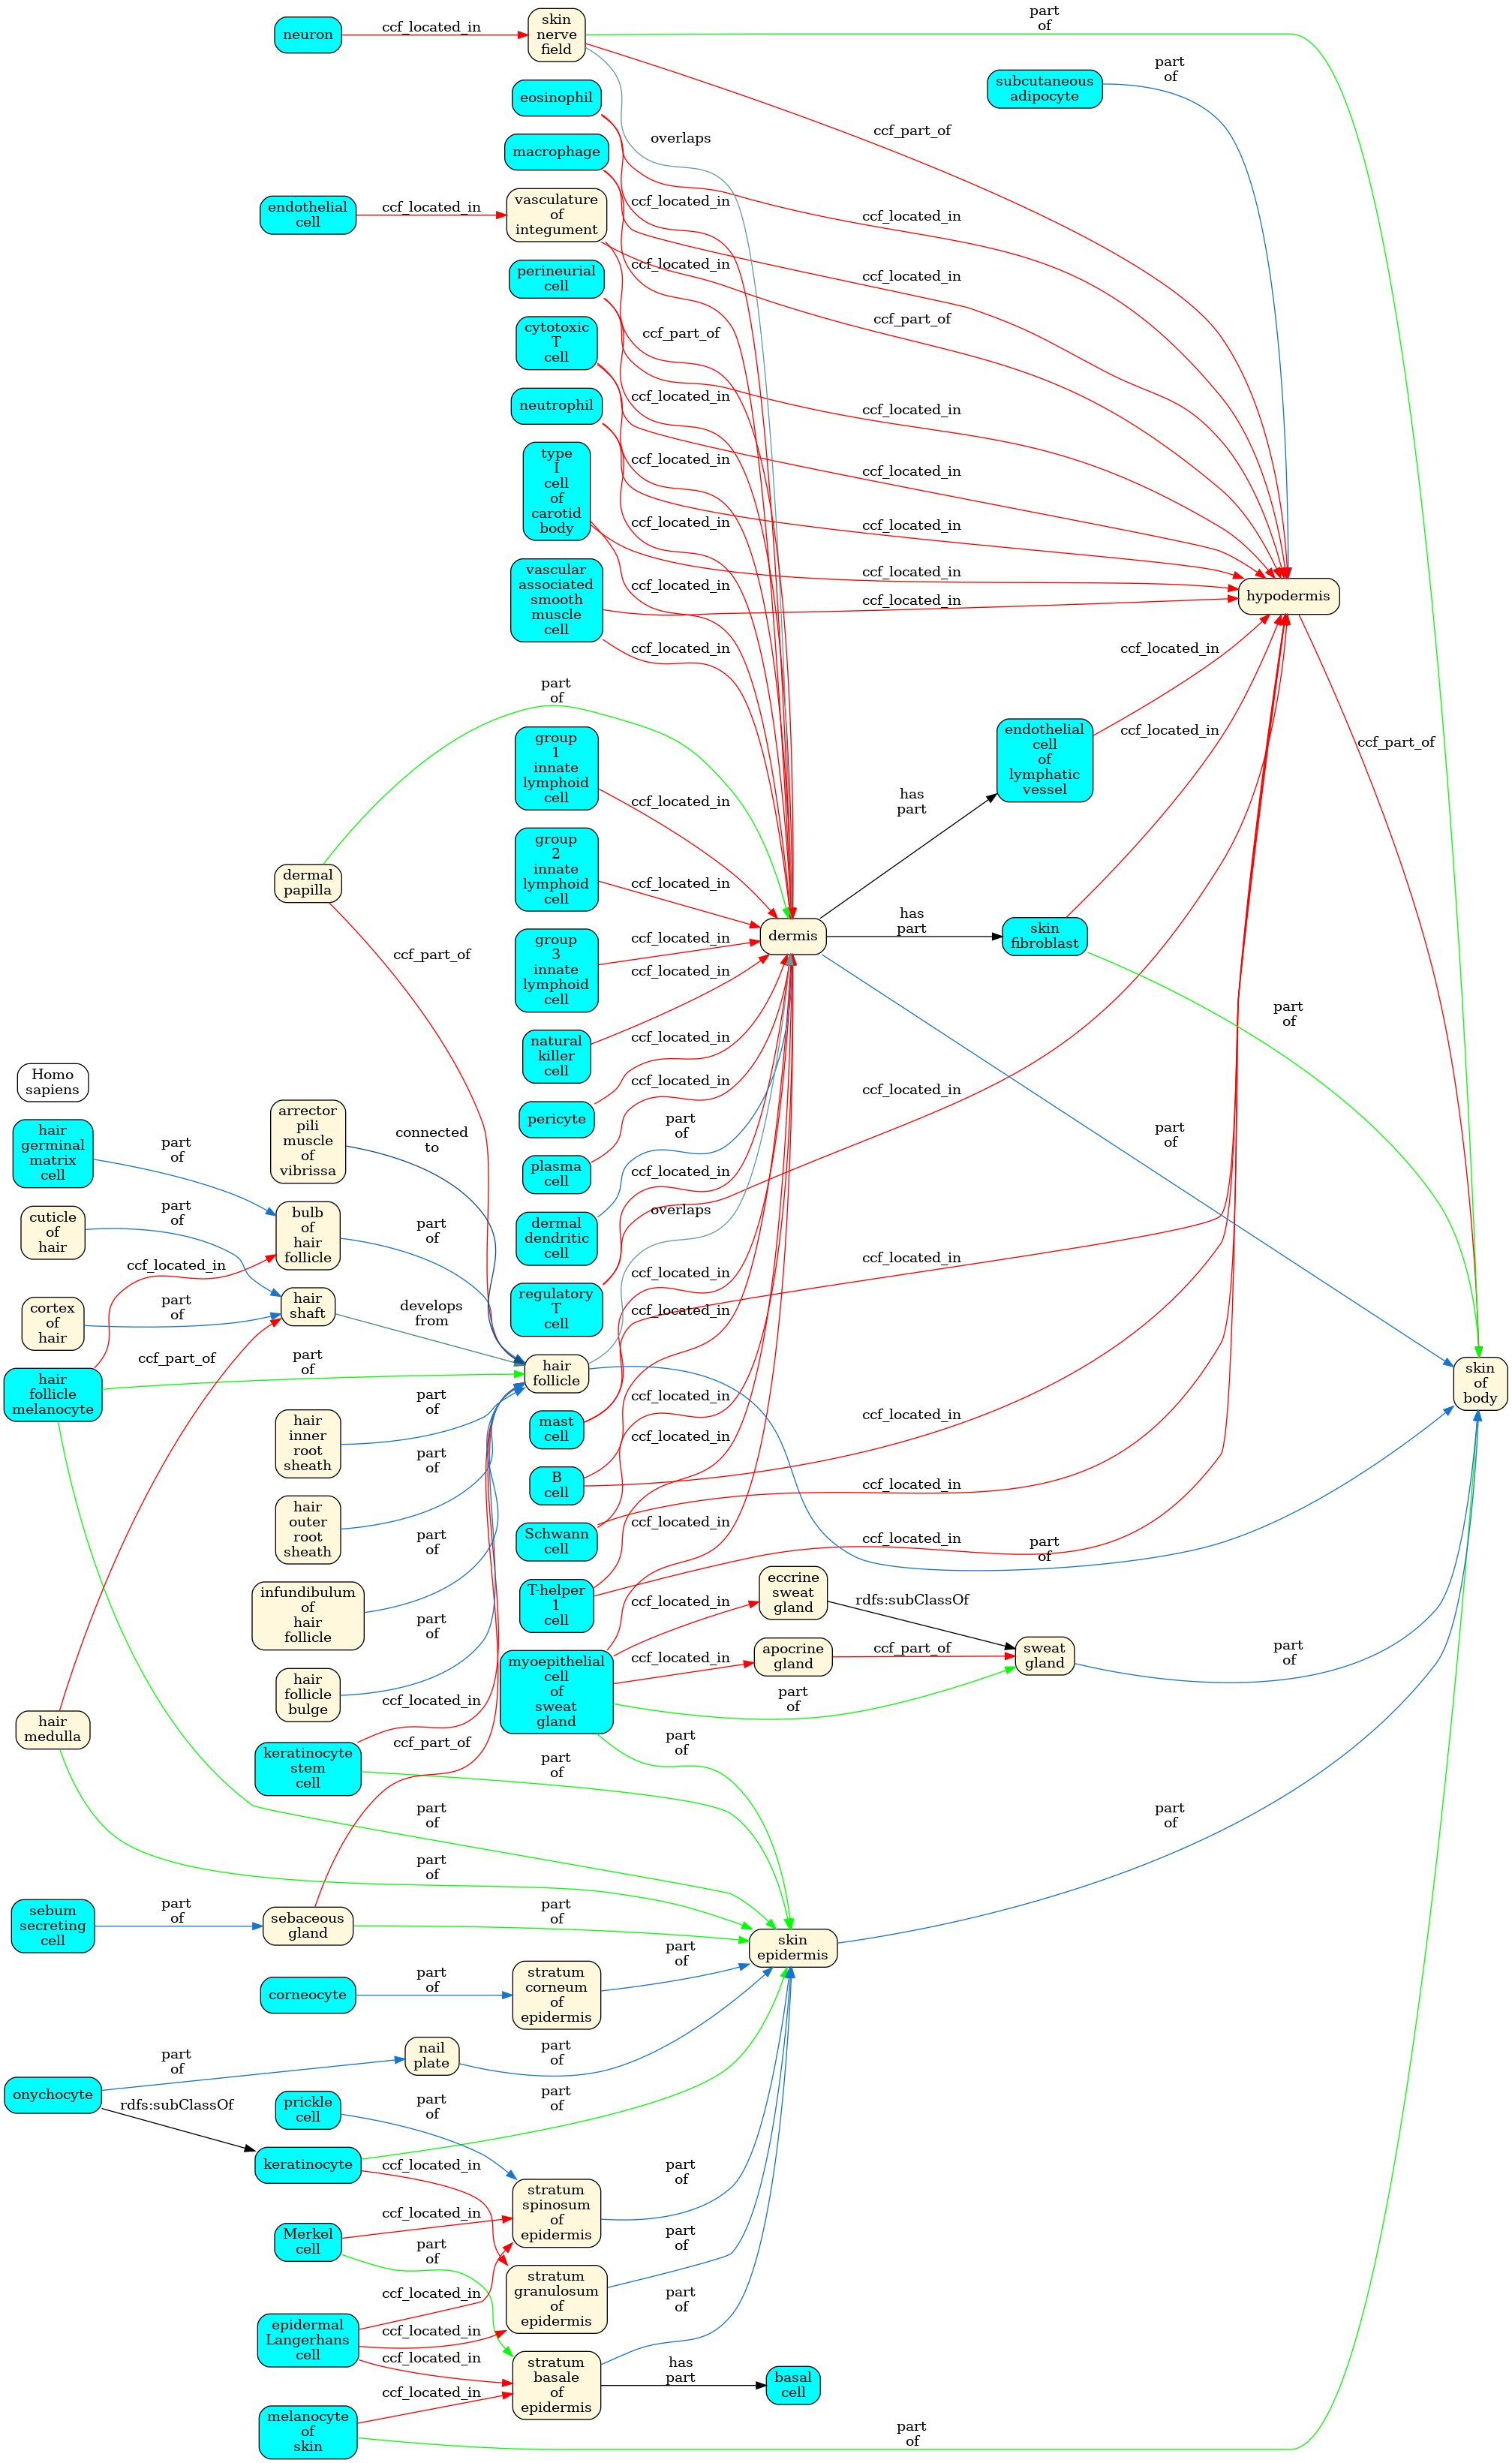 neuron
ccf_located_in
skin
nerve
field
part
of
subcutaneous
adipocyte
part
of
eosinophil
overlaps
ccf_part_of
macrophage
endothelial
cell
ccf_located_in
vasculature
of
integument
ccf_located_in
ccf_located_in
perineurial
cell
ccf_located_in
ccf_located_in
cytotoxic
T
cell
ccf_part_of
ccf_part_of
neutrophil
ccf_located_in
ccf_located_in
type
I
cell
of
carotid
body
ccf_located_in
ccf_located_in
ccf_located_in
ccf_located_in
vascular
associated
smooth
muscle
cell
ccf_located_in
ccf_located_in
ccf_located_in
ccf_located_in
hypodermis
part
of
ccf_located_in
group
1
innate
lymphoid
cell
ccf_located_in
endothelial
cell
of
lymphatic
vessel
ccf_located_in
ccf_part_of
has
part
dermal
papilla
group
2
innate
lymphoid
cell
ccf_located_in
ccf_part_of
group
3
innate
lymphoid
cell
ccf_located_in
dermis
has
part
skin
fibroblast
ccf_located_in
natural
killer
cell
ccf_located_in
part
of
Homo
sapiens
pericyte
ccf_located_in
plasma
cell
part
of
part
of
hair
germinal
matrix
cell
part
of
arrector
pili
muscle
of
vibrissa
connected
to
dermal
dendritic
cell
ccf_located_in
ccf_located_in
cuticle
of
hair
part
of
bulb
of
hair
follicle
part
of
overlaps
regulatory
T
cell
ccf_located_in
ccf_located_in
ccf_located_in
cortex
of
hair
part
of
hair
shaft
develops
from
ccf_located_in
hair
follicle
melanocyte
ccf_part_of
part
of
hair
follicle
skin
of
body
hair
inner
root
sheath
part
of
mast
cell
ccf_located_in
ccf_located_in
part
of
B
cell
ccf_located_in
ccf_located_in
hair
outer
root
sheath
part
of
Schwann
cell
ccf_located_in
ccf_located_in
part
of
infundibulum
of
hair
follicle
part
of
T-helper
1
cell
ccf_located_in
eccrine
sweat
gland
rdfs:subClassOf
hair
follicle
bulge
myoepithelial
cell
of
sweat
gland
ccf_located_in
apocrine
gland
ccf_part_of
sweat
gland
part
of
part
of
hair
medulla
ccf_located_in
ccf_part_of
keratinocyte
stem
cell
part
of
part
of
part
of
part
of
part
of
sebum
secreting
cell
part
of
sebaceous
gland
part
of
skin
epidermis
corneocyte
part
of
stratum
corneum
of
epidermis
part
of
onychocyte
part
of
nail
plate
part
of
rdfs:subClassOf
prickle
cell
part
of
part
of
keratinocyte
ccf_located_in
stratum
spinosum
of
epidermis
part
of
Merkel
cell
ccf_located_in
part
of
stratum
granulosum
of
epidermis
part
of
epidermal
Langerhans
cell
ccf_located_in
ccf_located_in
ccf_located_in
stratum
basale
of
epidermis
part
of
has
part
basal
cell
melanocyte
of
skin
ccf_located_in
part
of